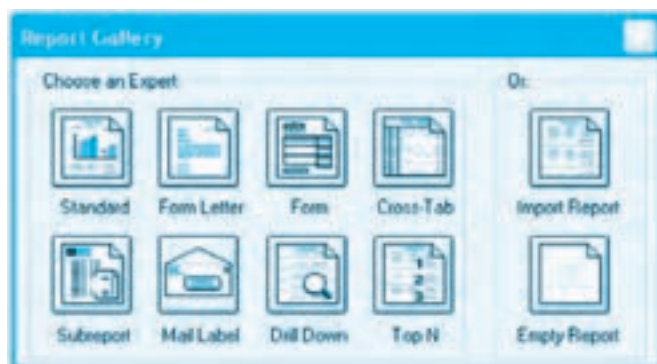 Report Gallery
Choose an Expert
Or
Standard Form Letter Form Cross-Tab Import Report
Subreport Mail Label Drill Down Top N Empty Report